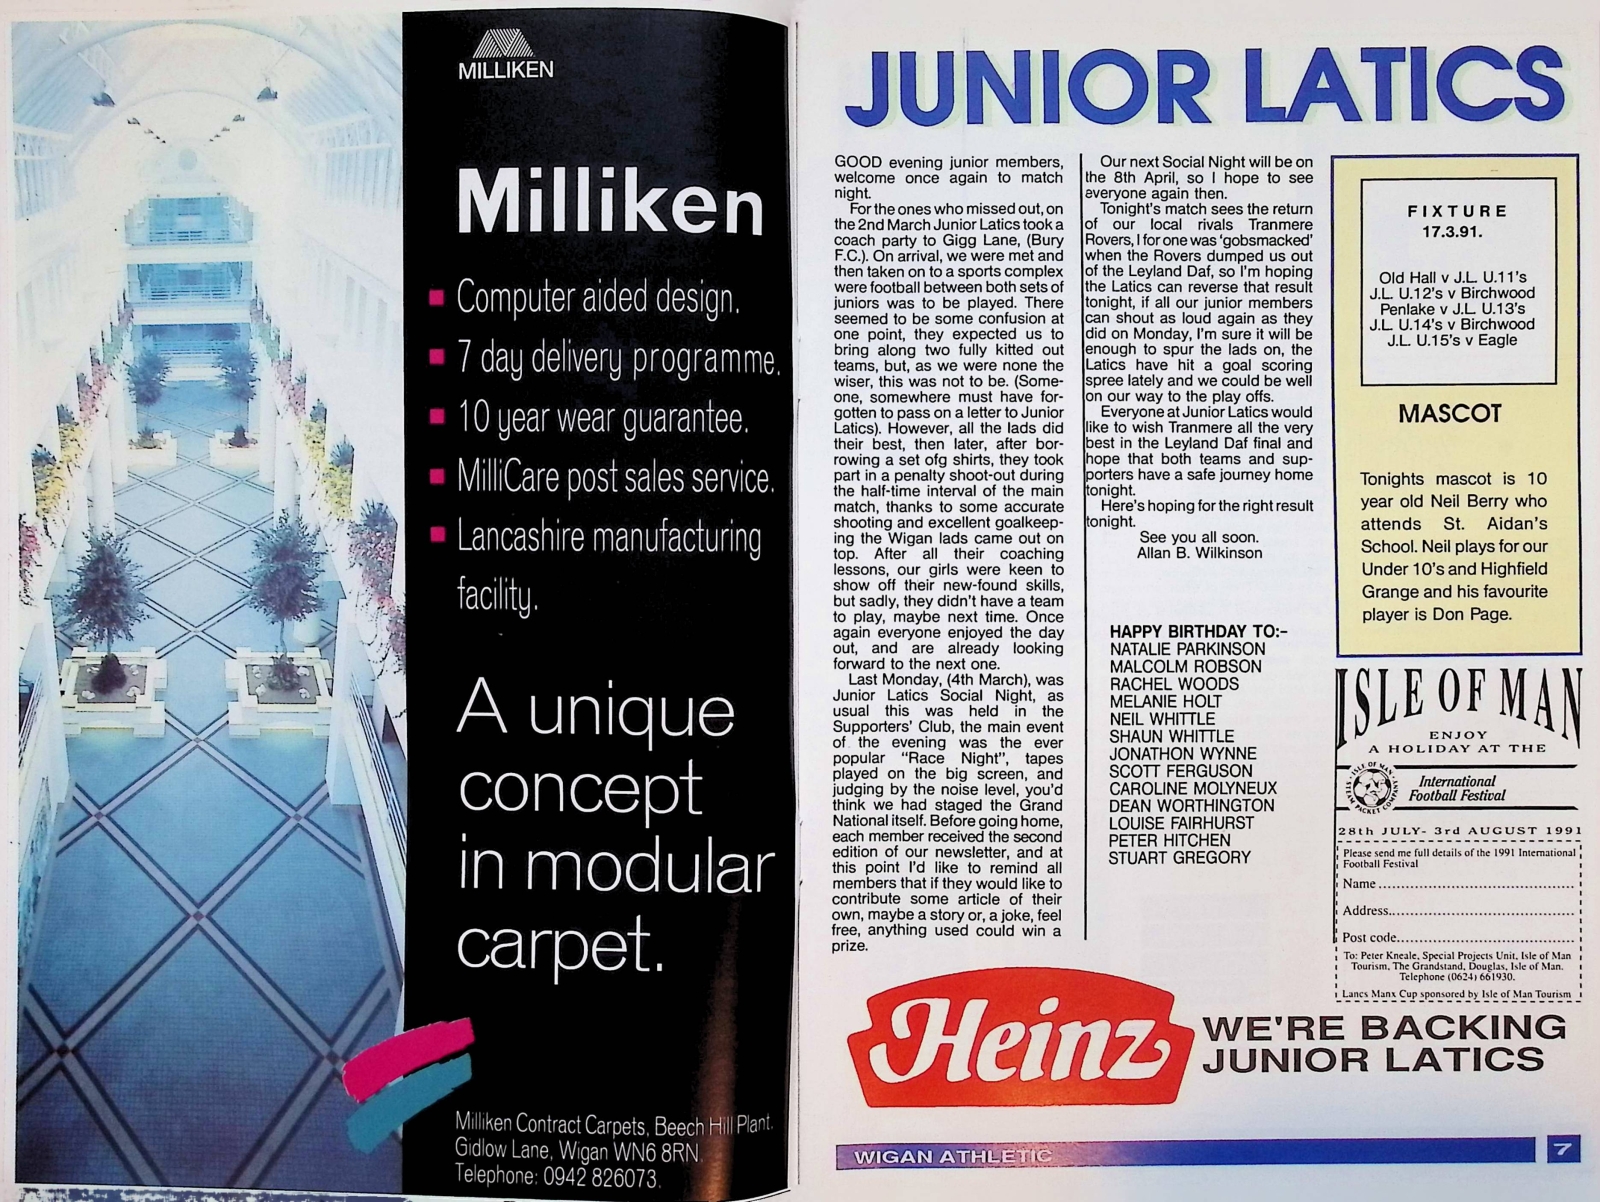 MILLIKEN
Milliken
Computer aided design.
7 day delivery programme.
10 year wear guarantee.
MilliCare post sales service.
Lancashire manufacturing
facility.
A unique
concept
in modular
carpet.
Milliken Contract Carpets, Beech Hill Plant.
Gidlow Lane, Wigan WN6 8RN.
Telephone: 0942 826073.
JUNIOR LATICS
GOOD evening junior members,
welcome once again to match
night.
For the ones who missed out, on
the 2nd March Junior Latics took a
coach party to Gigg Lane, (Bury
F.C.). On arrival, we were met and
then taken on to a sports complex
were football between both sets of
juniors was to be played. There
seemed to be some confusion at
one point, they expected us to
bring along two fully kitted out
teams, but, as we were none the
wiser, this was not to be. (Some-
one, somewhere must have for-
gotten to pass on a letter to Junior
Latics). However, all the lads did
their best, then later, after bor-
rowing a set ofg shirts, they took
part in a penalty shoot-out during
the half-time interval of the main
match, thanks to some accurate
shooting and excellent goalkeep-
ing the Wigan lads came out on
top. After all their coaching
lessons, our girls were keen to
show off their new-found skills,
but sadly, they didn't have a team
to play, maybe next time. Once
again everyone enjoyed the day
out, and are already looking
forward to the next one.
Last Monday, (4th March), was
Junior Latics Social Night, as
usual this was held in the
Supporters' Club, the main event
of the evening was the ever
popular "Race Night", tapes
played on the big screen, and
judging by the noise level, you'd
think we had staged the Grand
National itself. Before going home,
each member received the second
edition of our newsletter, and at
this point I'd like to remind all
members that if they would like to
contribute some article of their
own, maybe a story or, a joke, feel
free, anything used could win a
prize.
Our next Social Night will be on
the 8th April, so I hope to see
everyone again then.
Tonight's match sees the return
of our local rivals Tranmere
Rovers, I for one was 'gobsmacked'
when the Rovers dumped us out
of the Leyland Daf, so I'm hoping
the Latics can reverse that result
tonight, if all our junior members
can shout as loud again as they
did on Monday, I'm sure it will be
enough to spur the lads on, the
Latics have hit a goal scoring
spree lately and we could be well
on our way to the play offs.
Everyone at Junior Latics would
like to wish Tranmere all the very
best in the Leyland Daf final and
hope that both teams and sup-
porters have a safe journey home
tonight.
Here's hoping for the right result
tonight.
See you all soon.
Allan B. Wilkinson
HAPPY BIRTHDAY TO:-
NATALIE PARKINSON
MALCOLM ROBSON
RACHEL WOODS
MELANIE HOLT
NEIL WHITTLE
SHAUN WHITTLE
JONATHON WYNNE
SCOTT FERGUSON
CAROLINE MOLYNEUX
DEAN WORTHINGTON
LOUISE FAIRHURST
PETER HITCHEN
STUART GREGORY
FIXTURE
17.3.91.
Old Hall v J.L. U.11's
J.L. U.12's v Birchwood
Penlake v J.L. U.13's
J.L. U.14's v Birchwood
J.L. U.15's v Eagle
MASCOT
Tonights mascot is 10
year old Neil Berry who
attends St. Aidan's
School. Neil plays for our
Under 10's and Highfield
Grange and his favourite
player is Don Page.
ISLE OF MAN
ENJOY
A HOLIDAY AT THE
ISLE OF MAN STEAM PACKET COMPANY
International
Football Festival
28th JULY- 3rd AUGUST 1991
Please send me full details of the 1991 International
Football Festival
Name
Address
Post code
To: Peter Kneale, Special Projects Unit, Isle of Man
Tourism, The Grandstand, Douglas, Isle of Man.
Telephone (0624) 661930.
Lancs Manx Cup sponsored by Isle of Man Tourism
Heinz
WE'RE BACKING
JUNIOR LATICS
WIGAN ATHLETIC
7